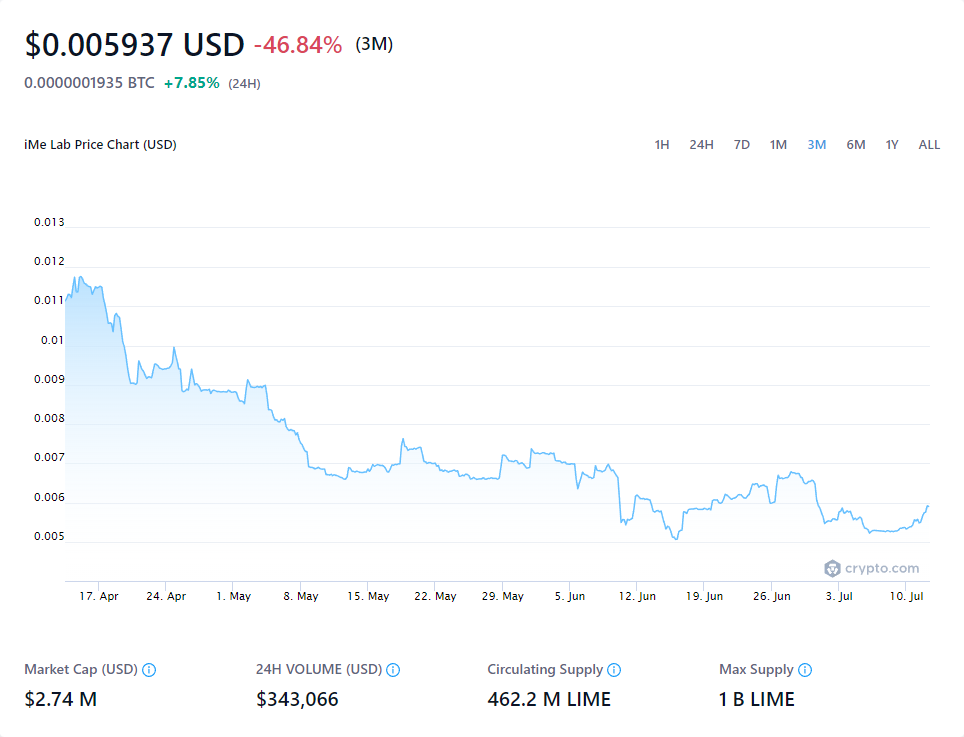 $0.005937 USD -46.84% (3M)
0.0000001935 BTC +7.85% (24H)
iMe Lab Price Chart (USD) 1H 24H 7D 1M 3M 6M 1Y ALL
0.013
0.012
0.011
0.01
0.009
0.008
0.007
0.006
0.005
crypto.com
17. Apr 24. Apr 1. May 8. May 15. May 22. May 29. May 5. Jun 12. Jun 19. Jun 26. Jun 3. Jul 10. Jul
Market Cap (USD) 24H VOLUME (USD) Circulating Supply Max Supply
$2.74 M $343,066 462.2 M LIME 1 B LIME